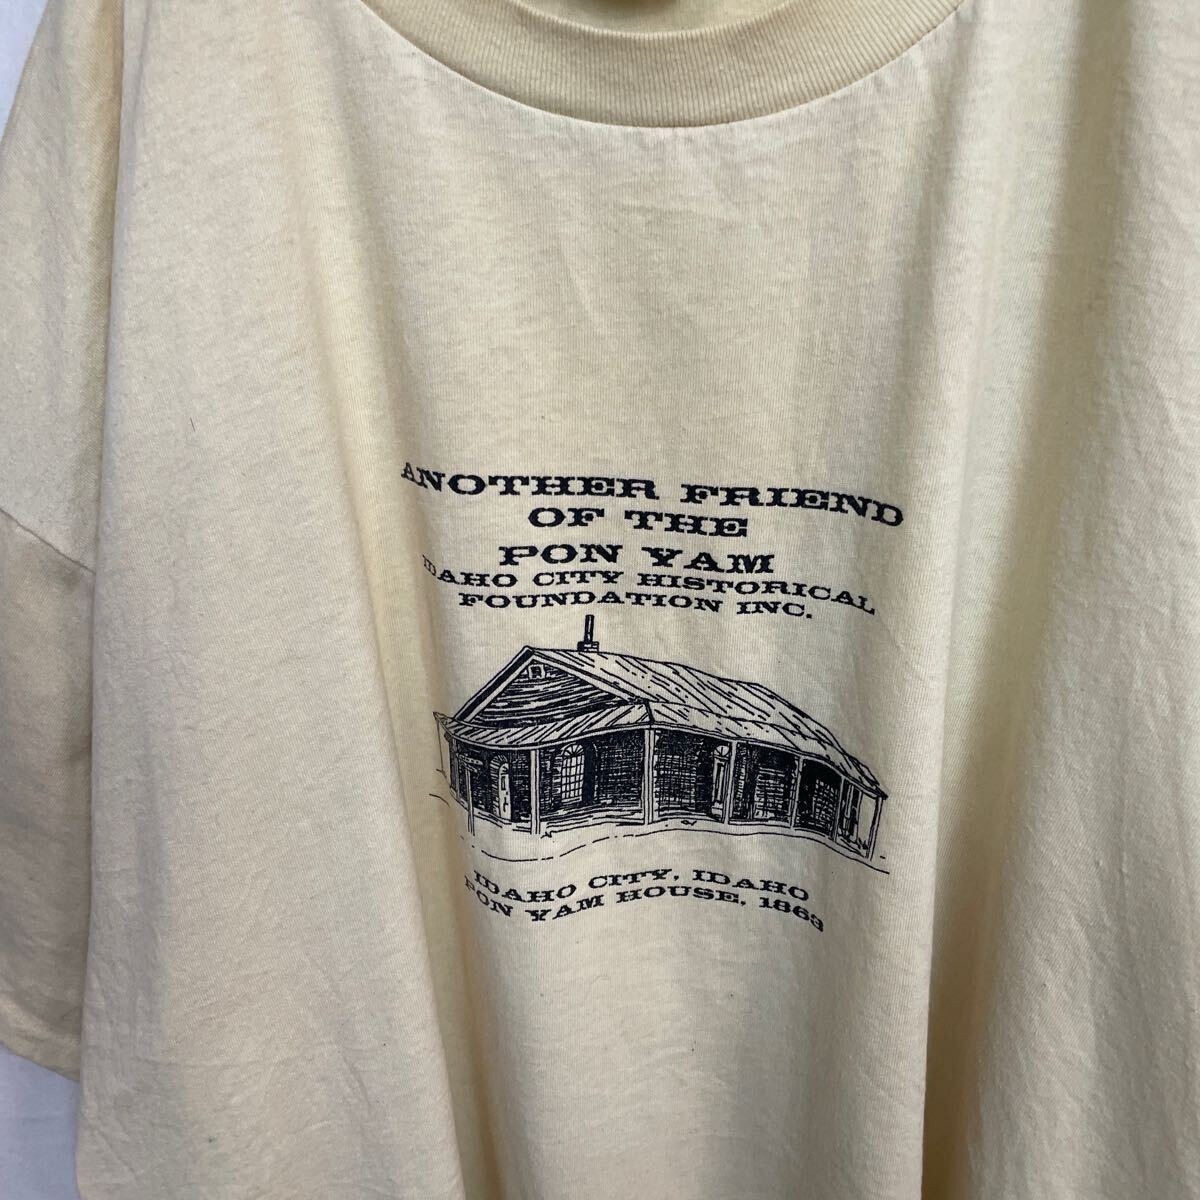 ANOTHER FRIEND
OF THE
PON YAM
IDAHO CITY HISTORICAL
FOUNDATION INC.
IDAHO CITY, IDAHO
PON YAM HOUSE, 1863